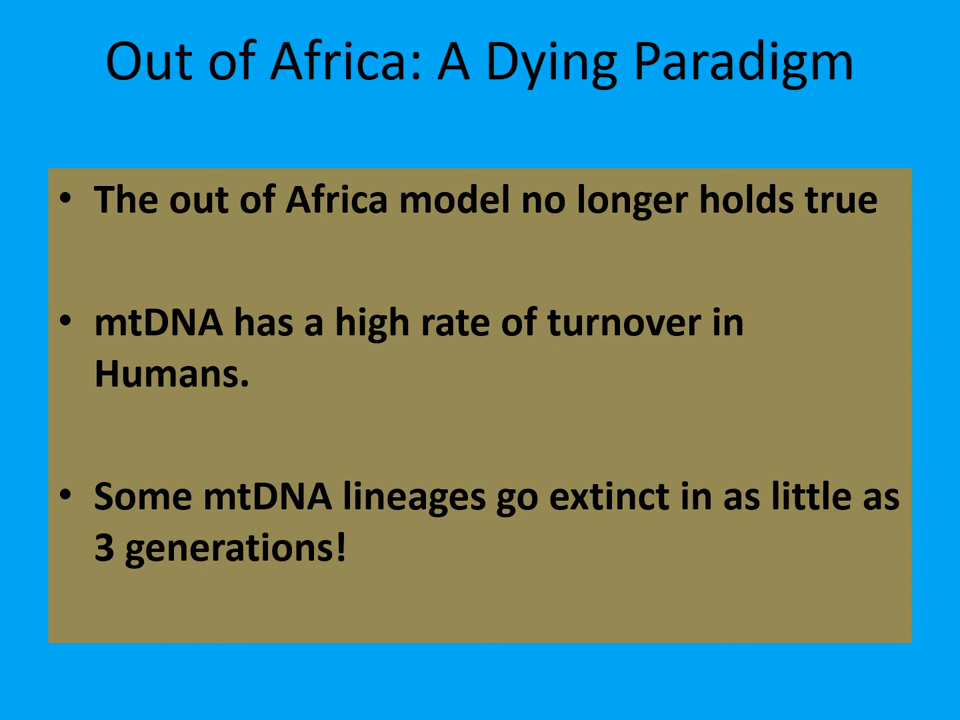 Out of Africa: A Dying Paradigm
• The out of Africa model no longer holds true
• mtDNA has a high rate of turnover in
Humans.
• Some mtDNA lineages go extinct in as little as
3 generations!